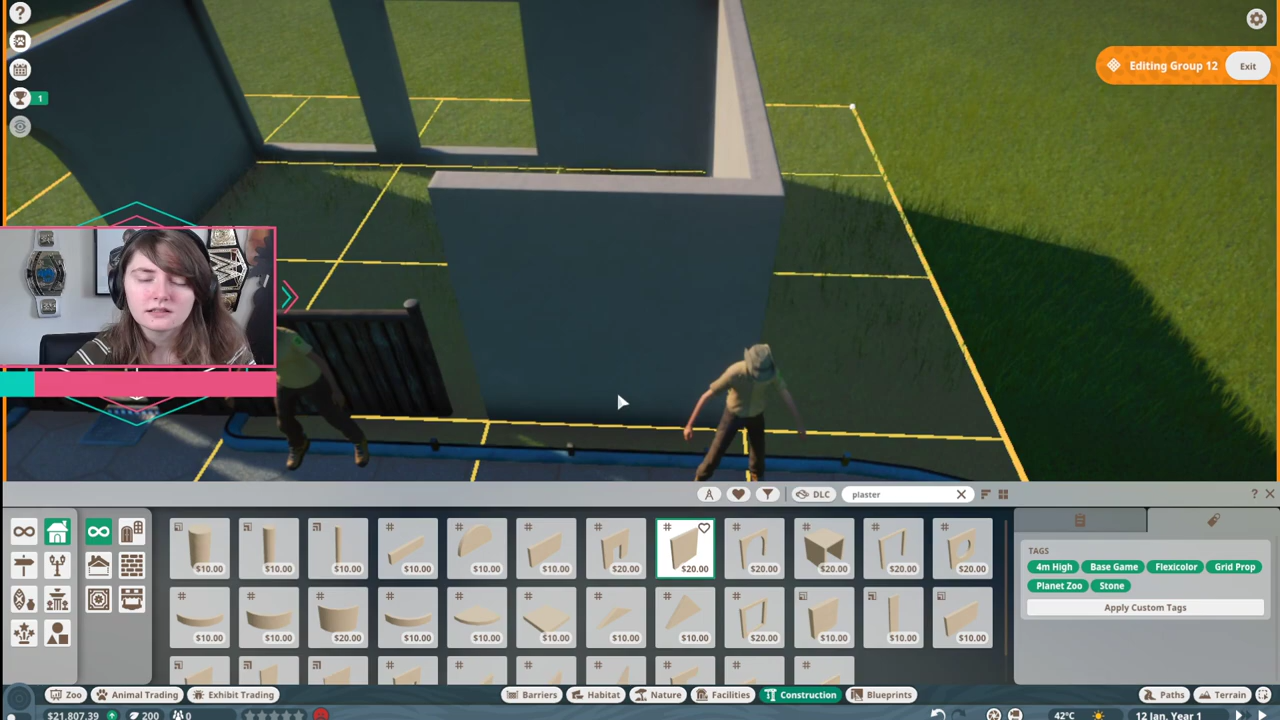 ?
Editing Group 12
Exit
1
DLC
plaster
?
$10.00
$10.00
$10.00
$10.00
$10.00
$10.00
$20.00
$20.00
$20.00
$20.00
$20.00
$20.00
$10.00
$10.00
$20.00
$10.00
$10.00
$10.00
$10.00
$10.00
$20.00
$10.00
$10.00
$10.00
TAGS
4m High
Base Game
Flexicolor
Grid Prop
Planet Zoo
Stone
Apply Custom Tags
Zoo
Animal Trading
Exhibit Trading
Barriers
Habitat
Nature
Facilities
Construction
Blueprints
Paths
Terrain
$21,807.39
200
0
42°C
12 Jan, Year 1